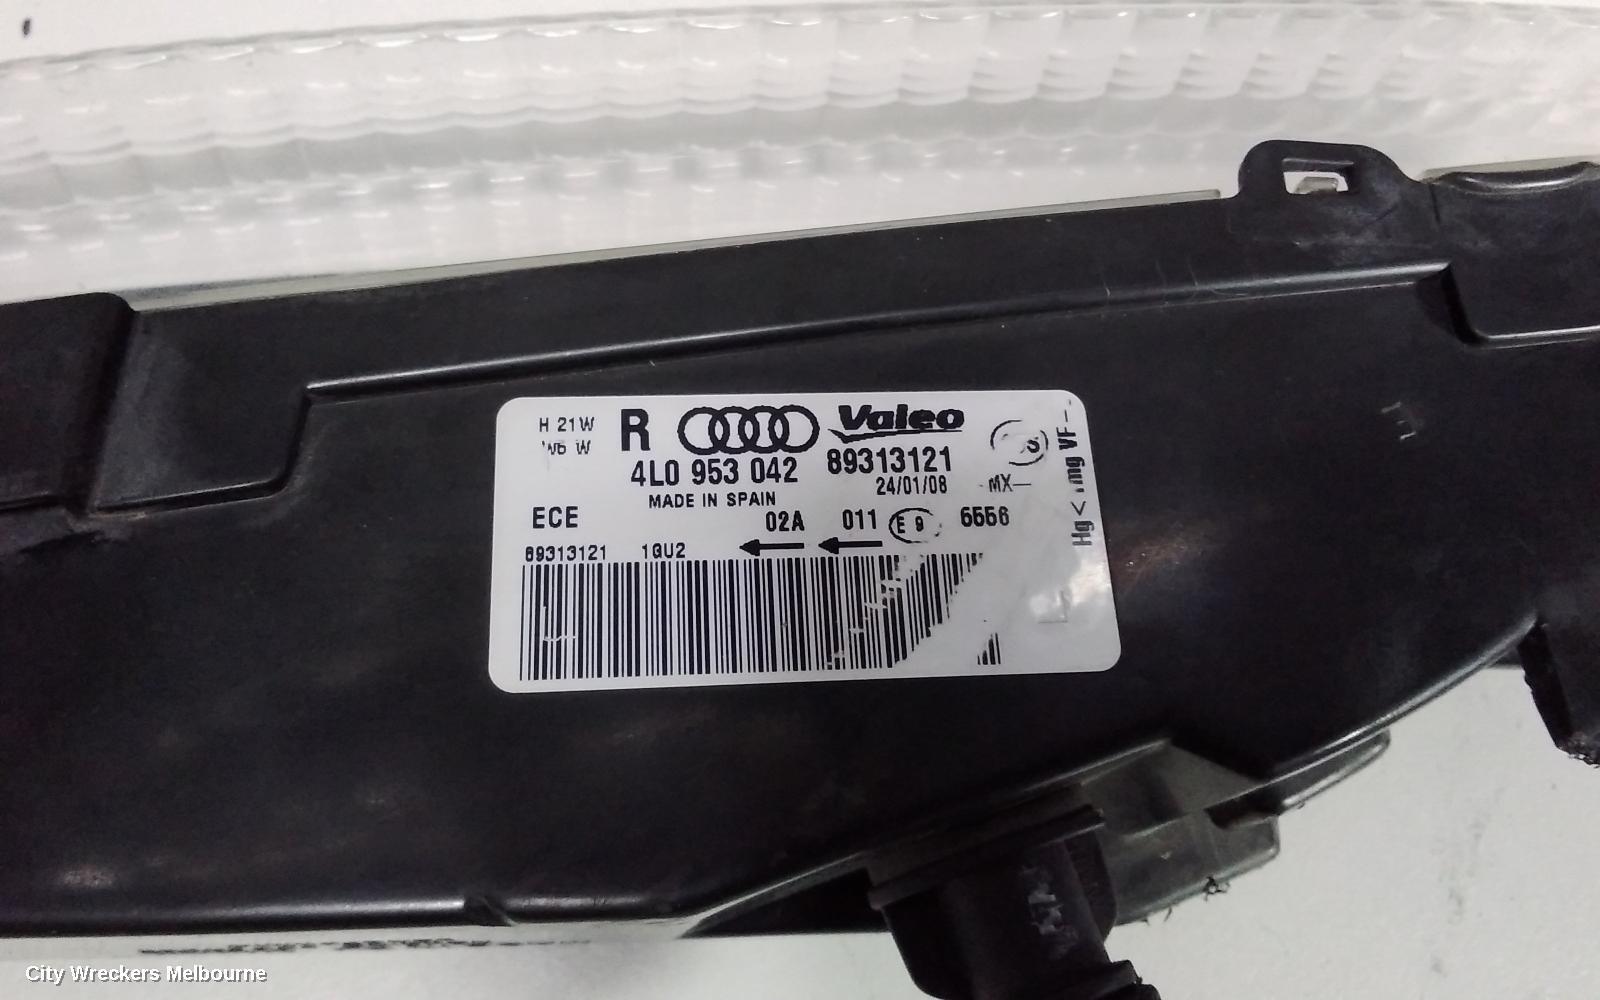 H 21W R Valeo
W5 W
4L0 953 042 89313121
MADE IN SPAIN 24/01/08 MX
ECE 02A 011 E 9 6556
89313121 1GU2
City Wreckers Melbourne